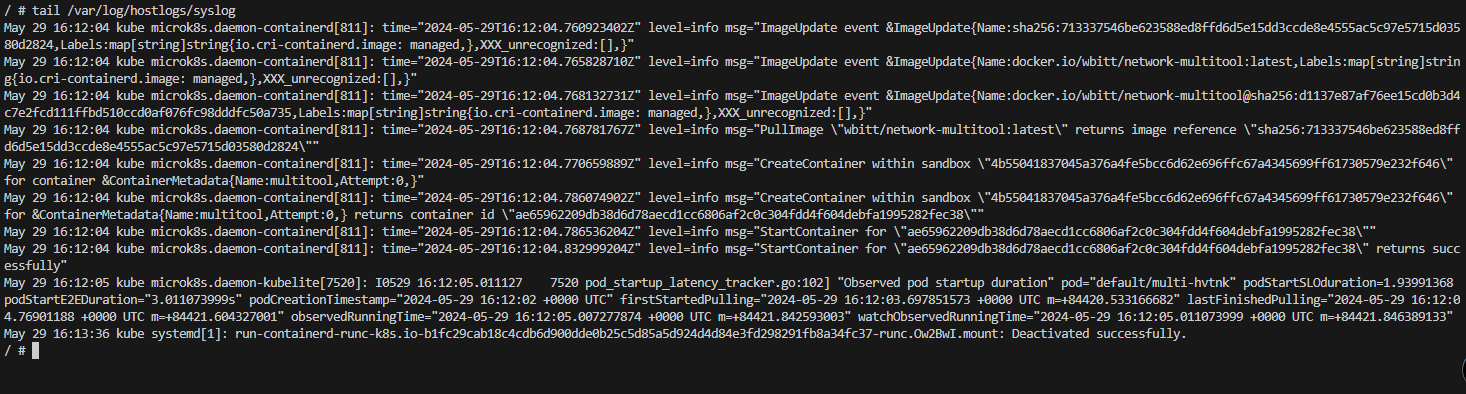 / # tail /var/log/hostlogs/syslog
May 29 16:12:04 kube microk8s.daemon-containerd[811]: time="2024-05-29T16:12:04.760923402Z" level=info msg="ImageUpdate event &ImageUpdate{Name:sha256:713337546be623588ed8ffd6d5e15dd3ccde8e4555ac5c97e5715d035
80d2824,Labels:map[string]string{io.cri-containerd.image: managed,},XXX_unrecognized:[],}"
May 29 16:12:04 kube microk8s.daemon-containerd[811]: time="2024-05-29T16:12:04.765828710Z" level=info msg="ImageUpdate event &ImageUpdate{Name:docker.io/wbitt/network-multitool:latest,Labels:map[string]strin
g{io.cri-containerd.image: managed,},XXX_unrecognized:[],}"
May 29 16:12:04 kube microk8s.daemon-containerd[811]: time="2024-05-29T16:12:04.768132731Z" level=info msg="ImageUpdate event &ImageUpdate{Name:docker.io/wbitt/network-multitool@sha256:d1137e87af76ee15cd0b3d4
c7e2fcd111ffbd510ccd0af076fc98dddfc50a735,Labels:map[string]string{io.cri-containerd.image: managed,},XXX_unrecognized:[],}"
May 29 16:12:04 kube microk8s.daemon-containerd[811]: time="2024-05-29T16:12:04.768781767Z" level=info msg="PullImage \"wbitt/network-multitool:latest\" returns image reference \"sha256:713337546be623588ed8ff
d6d5e15dd3ccde8e4555ac5c97e5715d03580d2824\""
May 29 16:12:04 kube microk8s.daemon-containerd[811]: time="2024-05-29T16:12:04.770659889Z" level=info msg="CreateContainer within sandbox \"4b55041837045a376a4fe5bcc6d62e696ffc67a4345699ff61730579e232f646\"
for container &ContainerMetadata{Name:multitool,Attempt:0,}"
May 29 16:12:04 kube microk8s.daemon-containerd[811]: time="2024-05-29T16:12:04.786074902Z" level=info msg="CreateContainer within sandbox \"4b55041837045a376a4fe5bcc6d62e696ffc67a4345699ff61730579e232f646\"
for &ContainerMetadata{Name:multitool,Attempt:0,} returns container id \"ae65962209db38d6d78aecd1cc6806af2c0c304fdd4f604debfa1995282fec38\""
May 29 16:12:04 kube microk8s.daemon-containerd[811]: time="2024-05-29T16:12:04.786536204Z" level=info msg="StartContainer for \"ae65962209db38d6d78aecd1cc6806af2c0c304fdd4f604debfa1995282fec38\""
May 29 16:12:04 kube microk8s.daemon-containerd[811]: time="2024-05-29T16:12:04.832999204Z" level=info msg="StartContainer for \"ae65962209db38d6d78aecd1cc6806af2c0c304fdd4f604debfa1995282fec38\" returns succ
essfully"
May 29 16:12:05 kube microk8s.daemon-kubelite[7520]: I0529 16:12:05.011127    7520 pod_startup_latency_tracker.go:102] "Observed pod startup duration" pod="default/multi-hvtnk" podStartSLOduration=1.93991368
podStartE2EDuration="3.011073999s" podCreationTimestamp="2024-05-29 16:12:02 +0000 UTC" firstStartedPulling="2024-05-29 16:12:03.697851573 +0000 UTC m=+84420.533166682" lastFinishedPulling="2024-05-29 16:12:0
4.76901188 +0000 UTC m=+84421.604327001" observedRunningTime="2024-05-29 16:12:05.007277874 +0000 UTC m=+84421.842593003" watchObservedRunningTime="2024-05-29 16:12:05.011073999 +0000 UTC m=+84421.846389133"
May 29 16:13:36 kube systemd[1]: run-containerd-runc-k8s.io-b1fc29cab18c4cdb6d900dde0b25c5d85a5d924d4d84e3fd298291fb8a34fc37-runc.Ow2BwI.mount: Deactivated successfully.
/ #